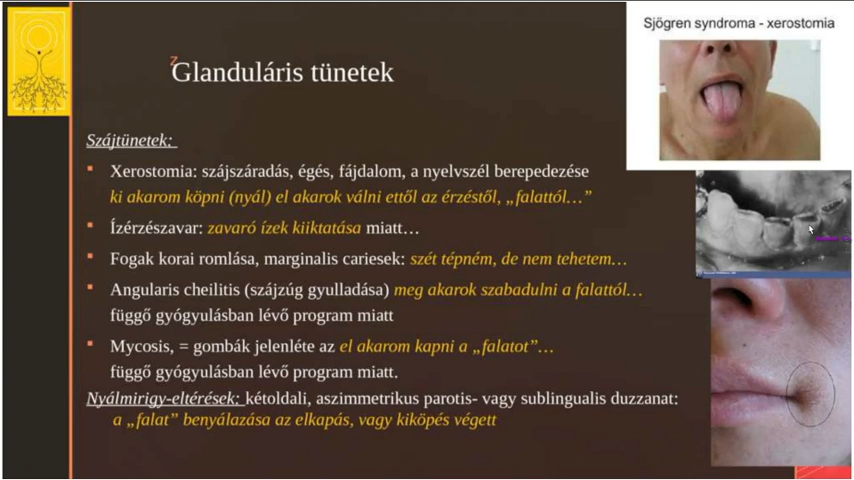 Sjögren syndroma - xerostomia
Glanduláris tünetek
Szájtünetek:
Xerostomia: szájszáradás, égés, fájdalom, a nyelvszél berepedezése
ki akarom köpni (nyál) el akarok válni ettől az érzéstől, „falattól…”
Ízérzészavar: zavaró ízek kiiktatása miatt…
Fogak korai romlása, marginalis cariesek: szét tépném, de nem tehetem…
Angularis cheilitis (szájzúg gyulladása) meg akarok szabadulni a falattól…
függő gyógyulásban lévő program miatt
Mycosis, = gombák jelenléte az el akarom kapni a „falatot”…
függő gyógyulásban lévő program miatt.
Nyálmirigy-eltérések: kétoldali, aszimmetrikus parotis- vagy sublingualis duzzanat:
a „falat” benyálazása az elkapás, vagy kiköpés végett